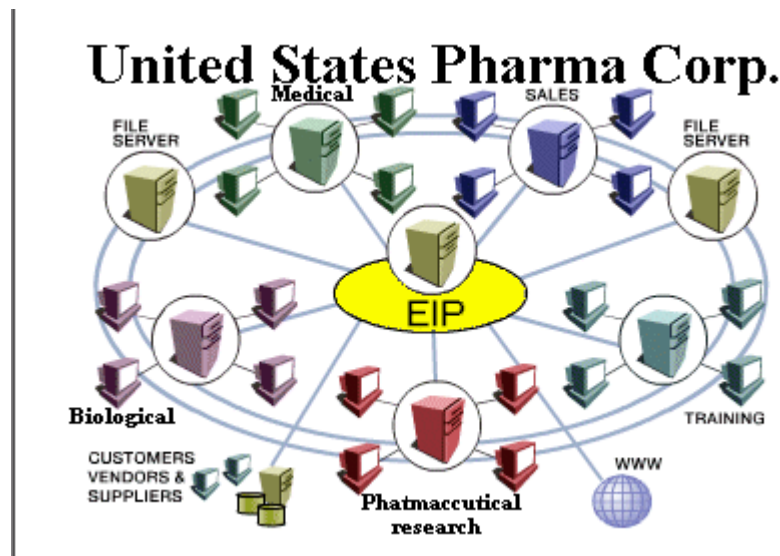 United States Pharma Corp.
Medical
SALES
FILE
SERVER
FILE
SERVER
EIP
Biological
TRAINING
CUSTOMERS
VENDORS &
SUPPLIERS
WWW
Phatmaccutical
research